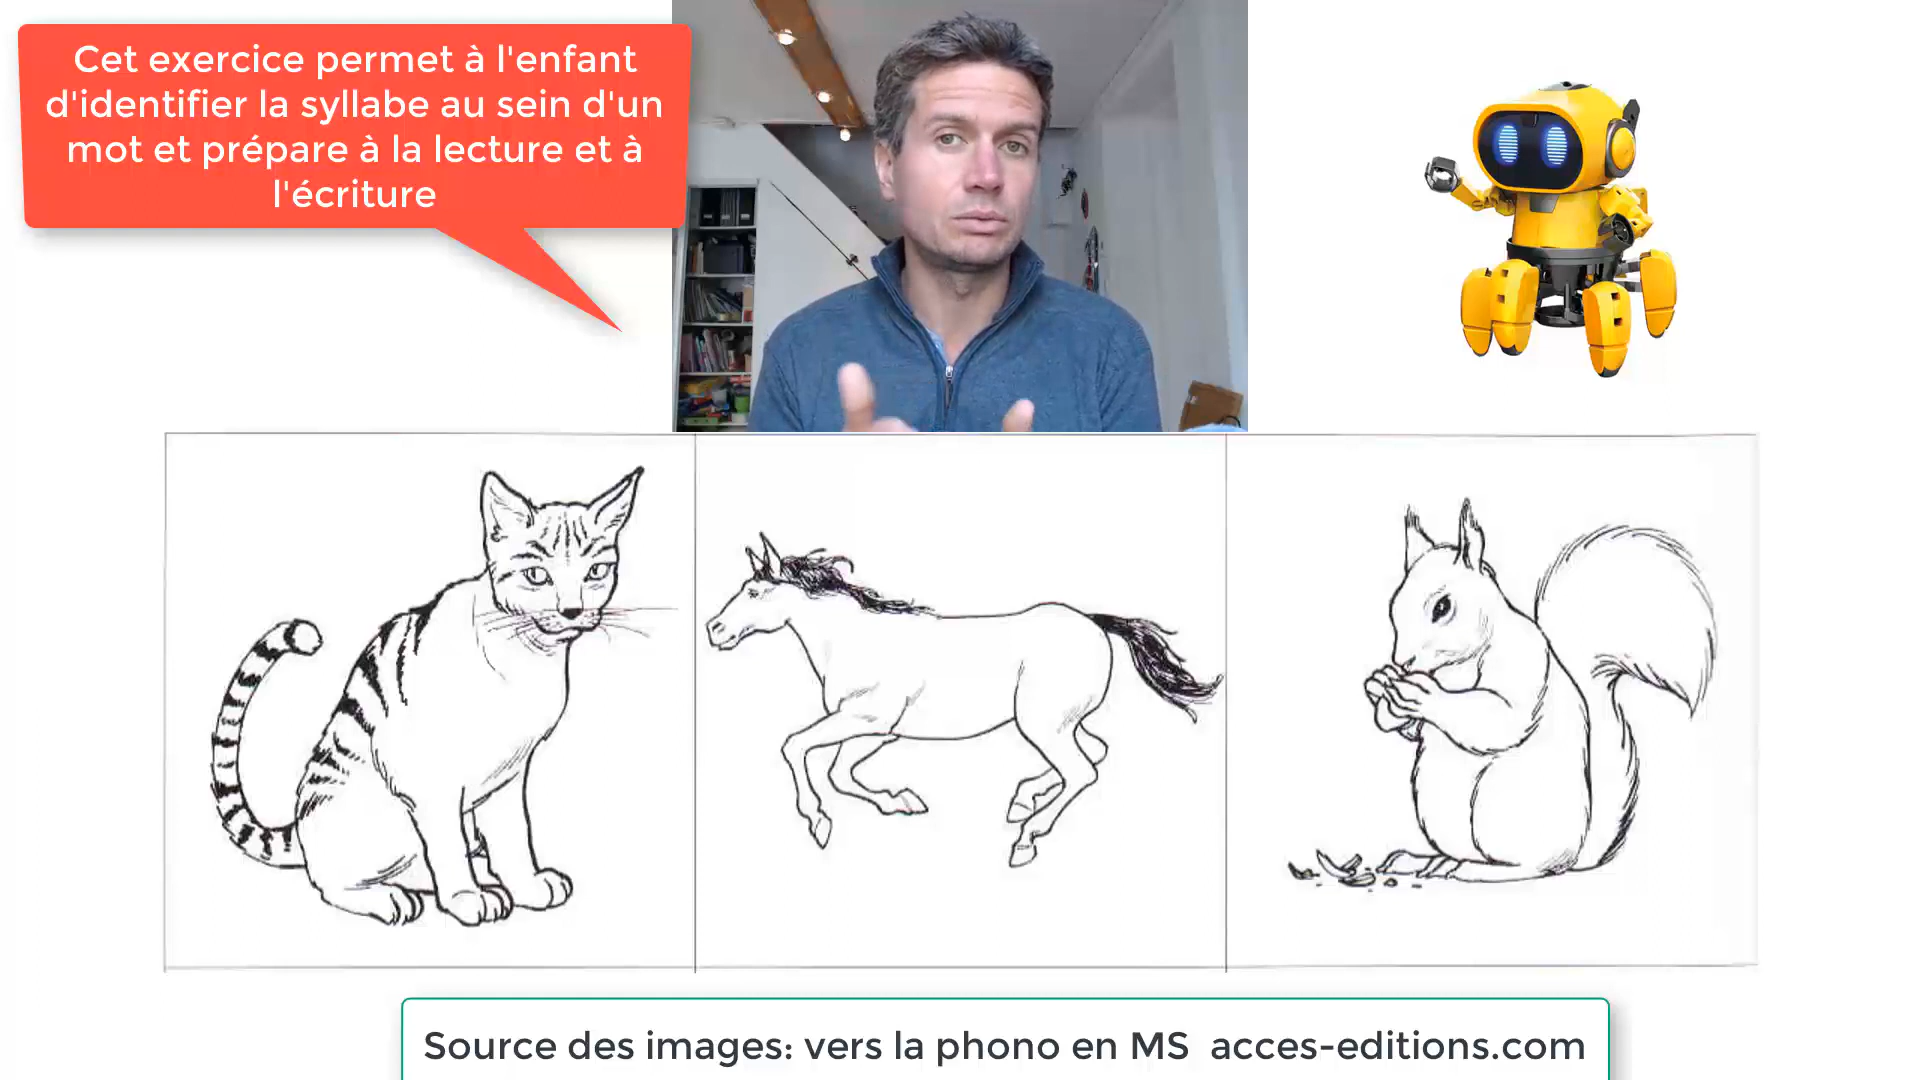 Cet exercice permet à l'enfant
d'identifier la syllabe au sein d'un
mot et prépare à la lecture et à
l'écriture
Source des images: vers la phono en MS acces-editions.com